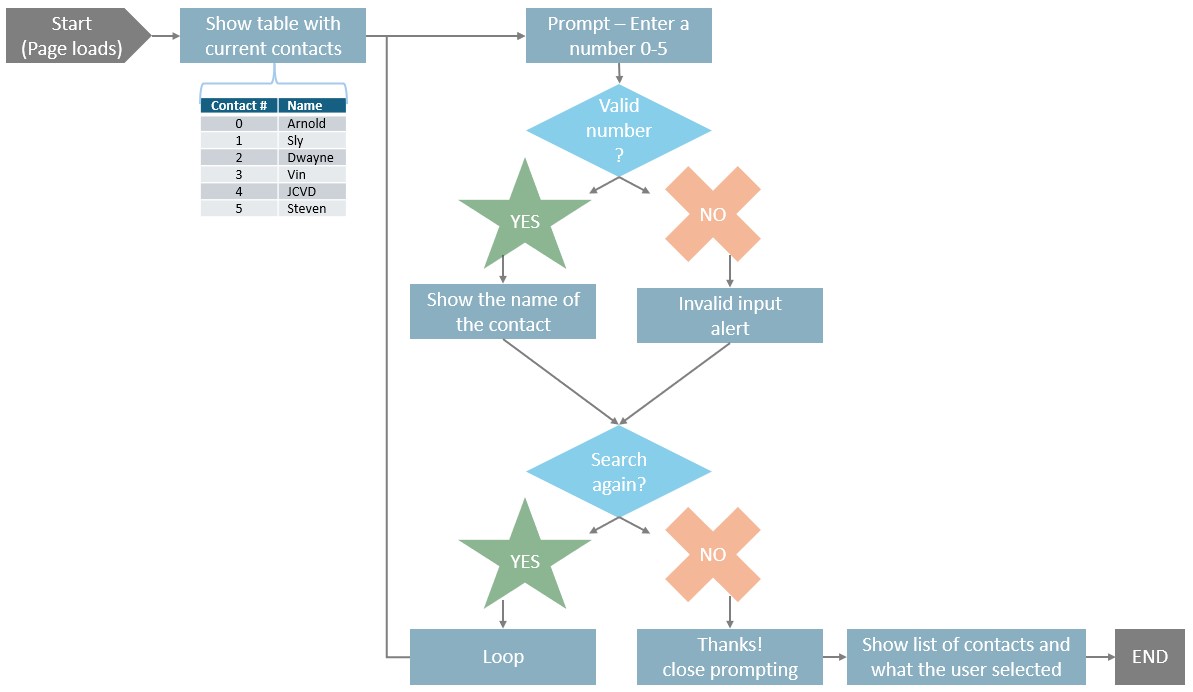 Start
(Page loads)
Show table with
current contacts
Prompt – Enter a
number 0-5
Contact # Name
0 Arnold
1 Sly
2 Dwayne
3 Vin
4 JCVD
5 Steven
Valid
number
?
YES
NO
Show the name of
the contact
Invalid input
alert
Search
again?
YES
NO
Loop
Thanks!
close prompting
Show list of contacts and
what the user selected
END